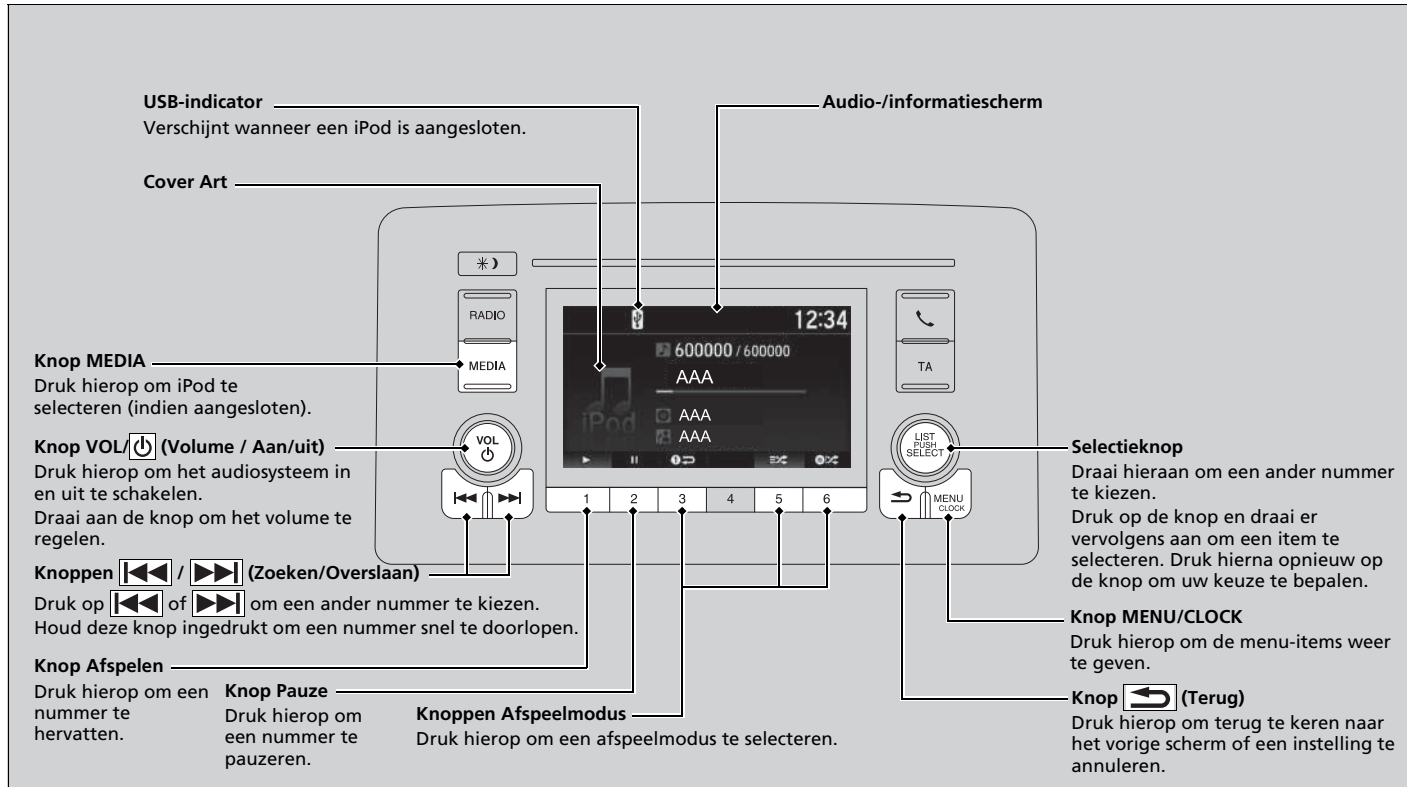 USB-indicator
Verschijnt wanneer een iPod is aangesloten.
Audio-/informatiescherm
Cover Art
RADIO
MEDIA
VOL
12:34
600000 / 600000
AAA
AAA
AAA
iPod
1 2 3 4 5 6
TA
LIST
PUSH
SELECT
MENU
CLOCK
Knop MEDIA
Druk hierop om iPod te
selecteren (indien aangesloten).
Knop VOL/ (Volume / Aan/uit)
Druk hierop om het audiosysteem in
en uit te schakelen.
Draai aan de knop om het volume te
regelen.
Knoppen / (Zoeken/Overslaan)
Druk op of om een ander nummer te kiezen.
Houd deze knop ingedrukt om een nummer snel te doorlopen.
Knop Afspelen
Druk hierop om een
nummer te
hervatten.
Knop Pauze
Druk hierop om
een nummer te
pauzeren.
Knoppen Afspeelmodus
Druk hierop om een afspeelmodus te selecteren.
Selectieknop
Draai hieraan om een ander nummer
te kiezen.
Druk op de knop en draai er
vervolgens aan om een item te
selecteren. Druk hierna opnieuw op
de knop om uw keuze te bepalen.
Knop MENU/CLOCK
Druk hierop om de menu-items weer
te geven.
Knop (Terug)
Druk hierop om terug te keren naar
het vorige scherm of een instelling te
annuleren.